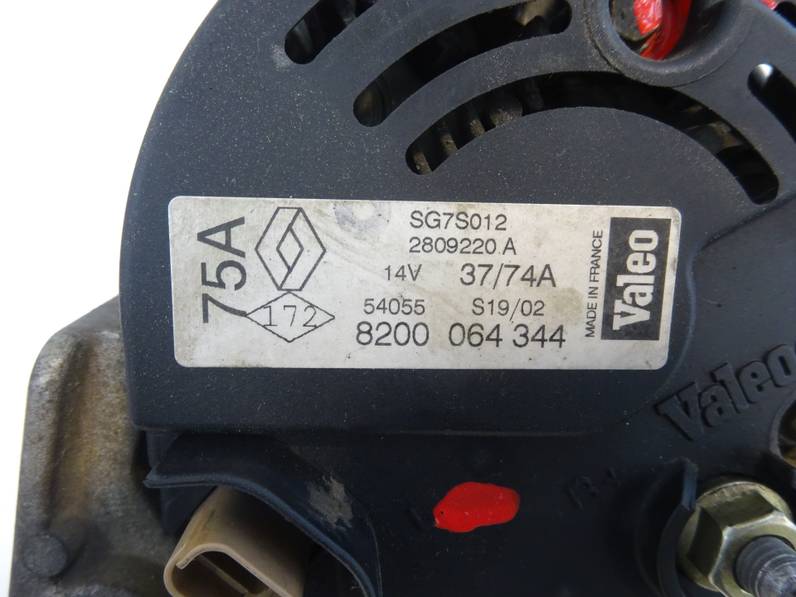 75A
172
SG7S012
2809220.A
14V 37/74A
54055 S19/02
8200 064 344
MADE IN FRANCE
Valeo
Valeo
B+